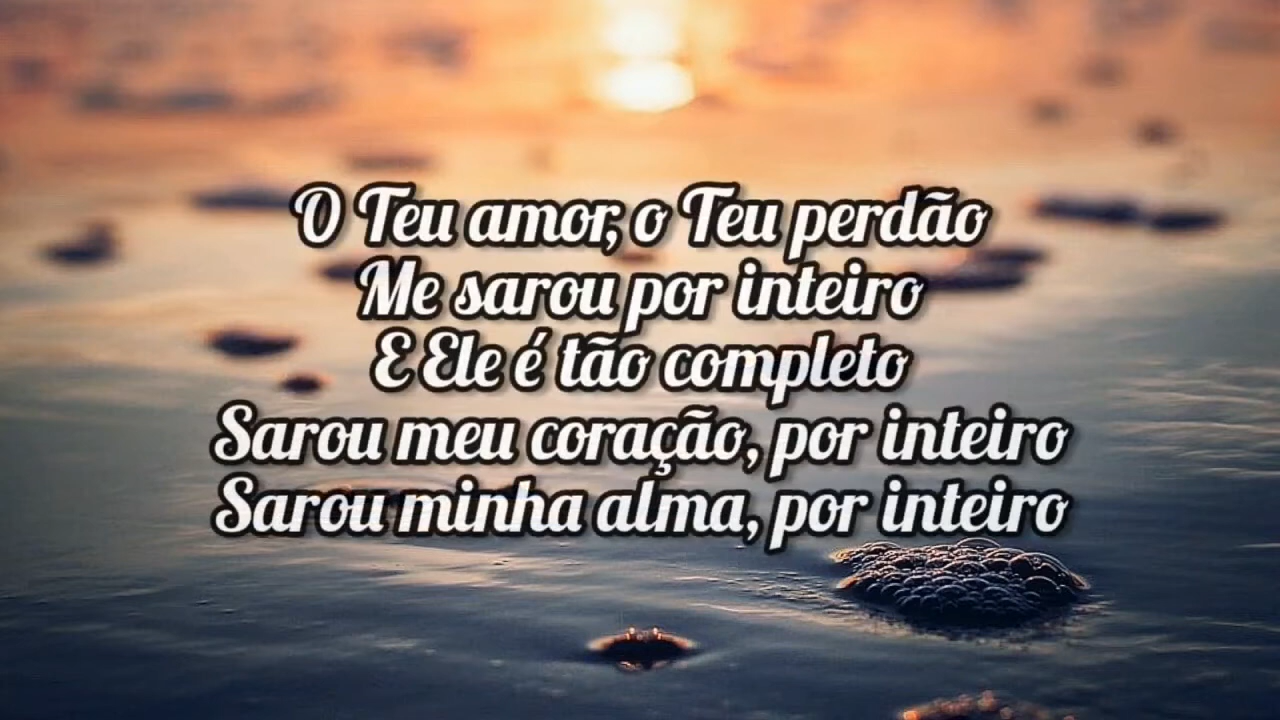 O Teu amor, o Teu perdão
Me sarou por inteiro
E Ele é tão completo
Sarou meu coração, por inteiro
Sarou minha alma, por inteiro